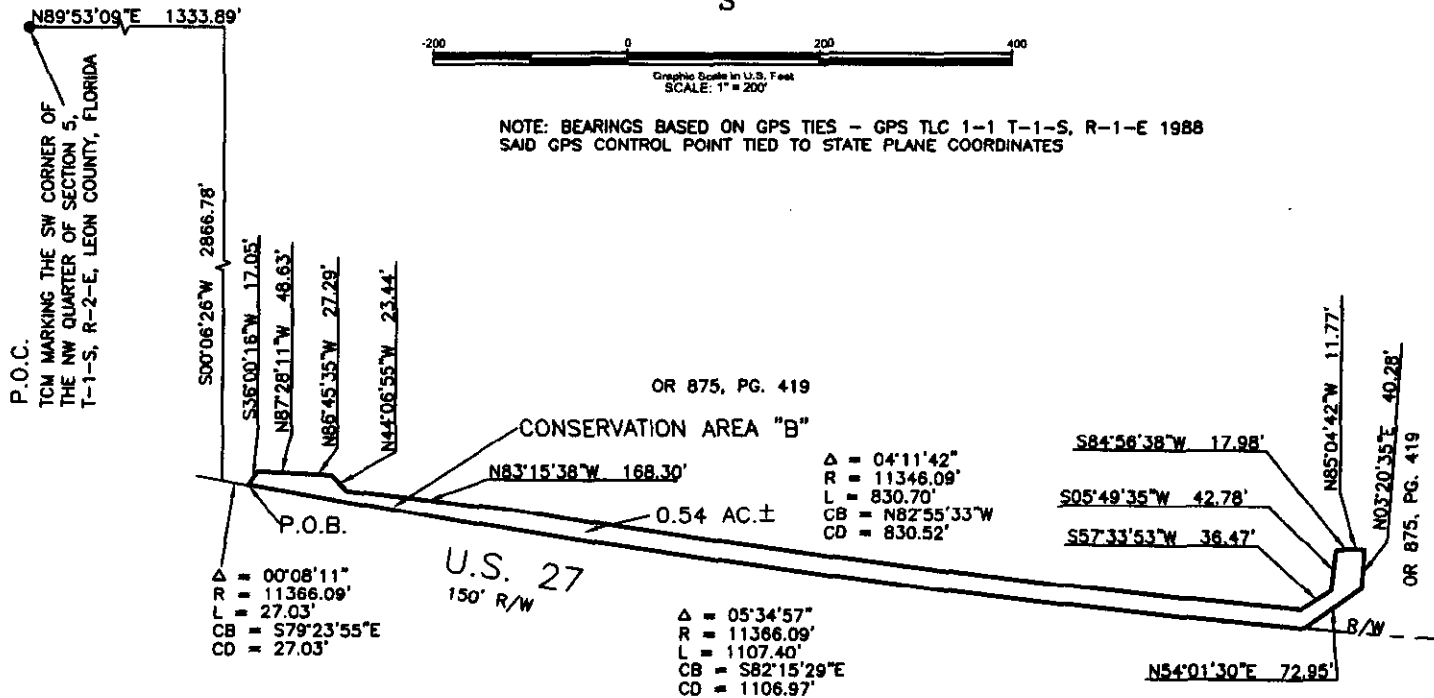 S
N89°53'09"E 1333.89'
-200 0 200 400
Graphic Scale in U.S. Feet
SCALE: 1" = 200'
NOTE: BEARINGS BASED ON GPS TIES - GPS TLC 1-1 T-1-S, R-1-E 1988
SAID GPS CONTROL POINT TIED TO STATE PLANE COORDINATES
P.O.C.
TCM MARKING THE SW CORNER OF
THE NW QUARTER OF SECTION 5,
T-1-S, R-2-E, LEON COUNTY, FLORIDA
S00°06'26"W 2866.78'
S36°00'16"W 17.05'
N87°28'11"W 48.63'
N86°45'35"W 27.29'
N44°06'55"W 23.44'
OR 875, PG. 419
CONSERVATION AREA "B"
N83°15'38"W 168.30'
0.54 AC.±
Δ = 04°11'42"
R = 11346.09'
L = 830.70'
CB = N82°55'33"W
CD = 830.52'
S84°56'38"W 17.98'
S05°49'35"W 42.78'
S57°33'53"W 36.47'
N85°04'42"W 11.77'
N03°20'35"E 40.28'
OR 875, PG. 419
P.O.B.
U.S. 27
150' R/W
Δ = 00°08'11"
R = 11366.09'
L = 27.03'
CB = S79°23'55"E
CD = 27.03'
Δ = 05°34'57"
R = 11366.09'
L = 1107.40'
CB = S82°15'29"E
CD = 1106.97'
R/W
N54°01'30"E 72.95'